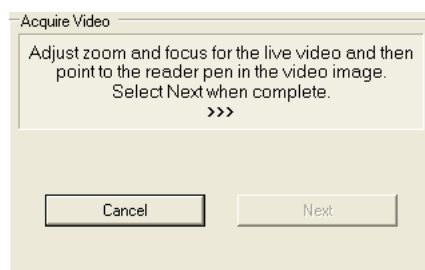 Acquire Video
Adjust zoom and focus for the live video and then
point to the reader pen in the video image.
Select Next when complete.
>>>
Cancel Next